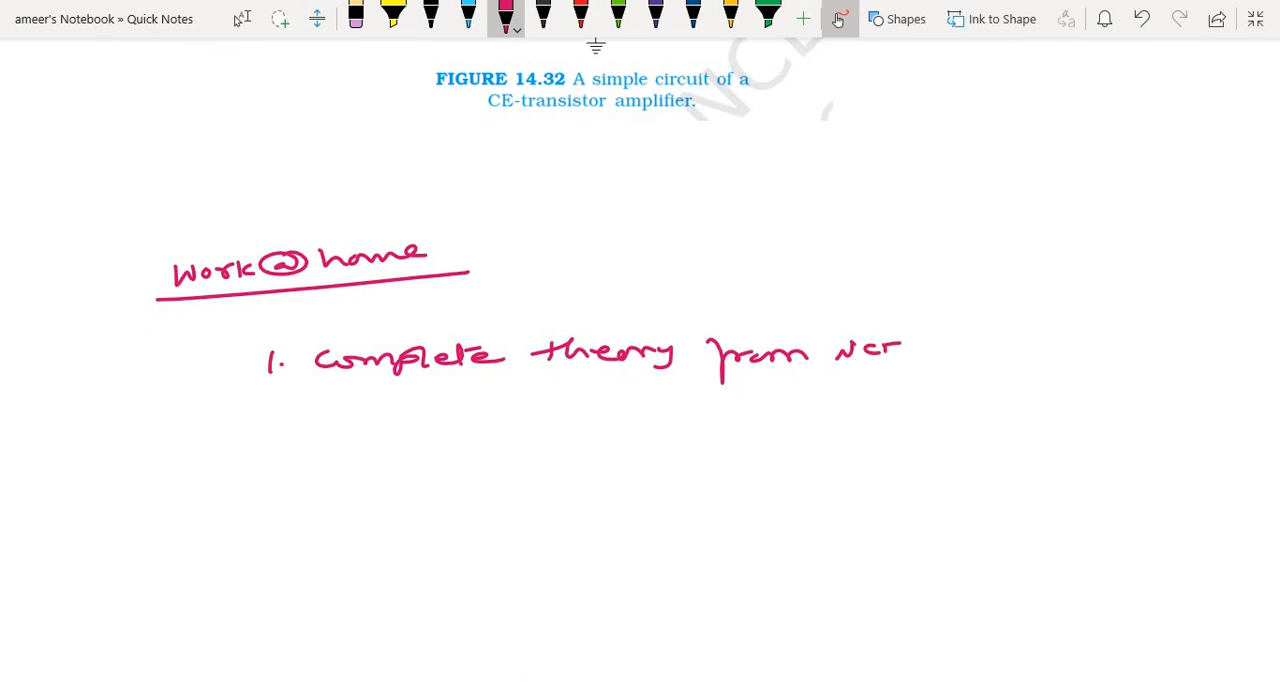 ameer's Notebook » Quick Notes
Shapes
Ink to Shape
FIGURE 14.32 A simple circuit of a
CE-transistor amplifier.
Work @ home
1. Complete theory from NCE